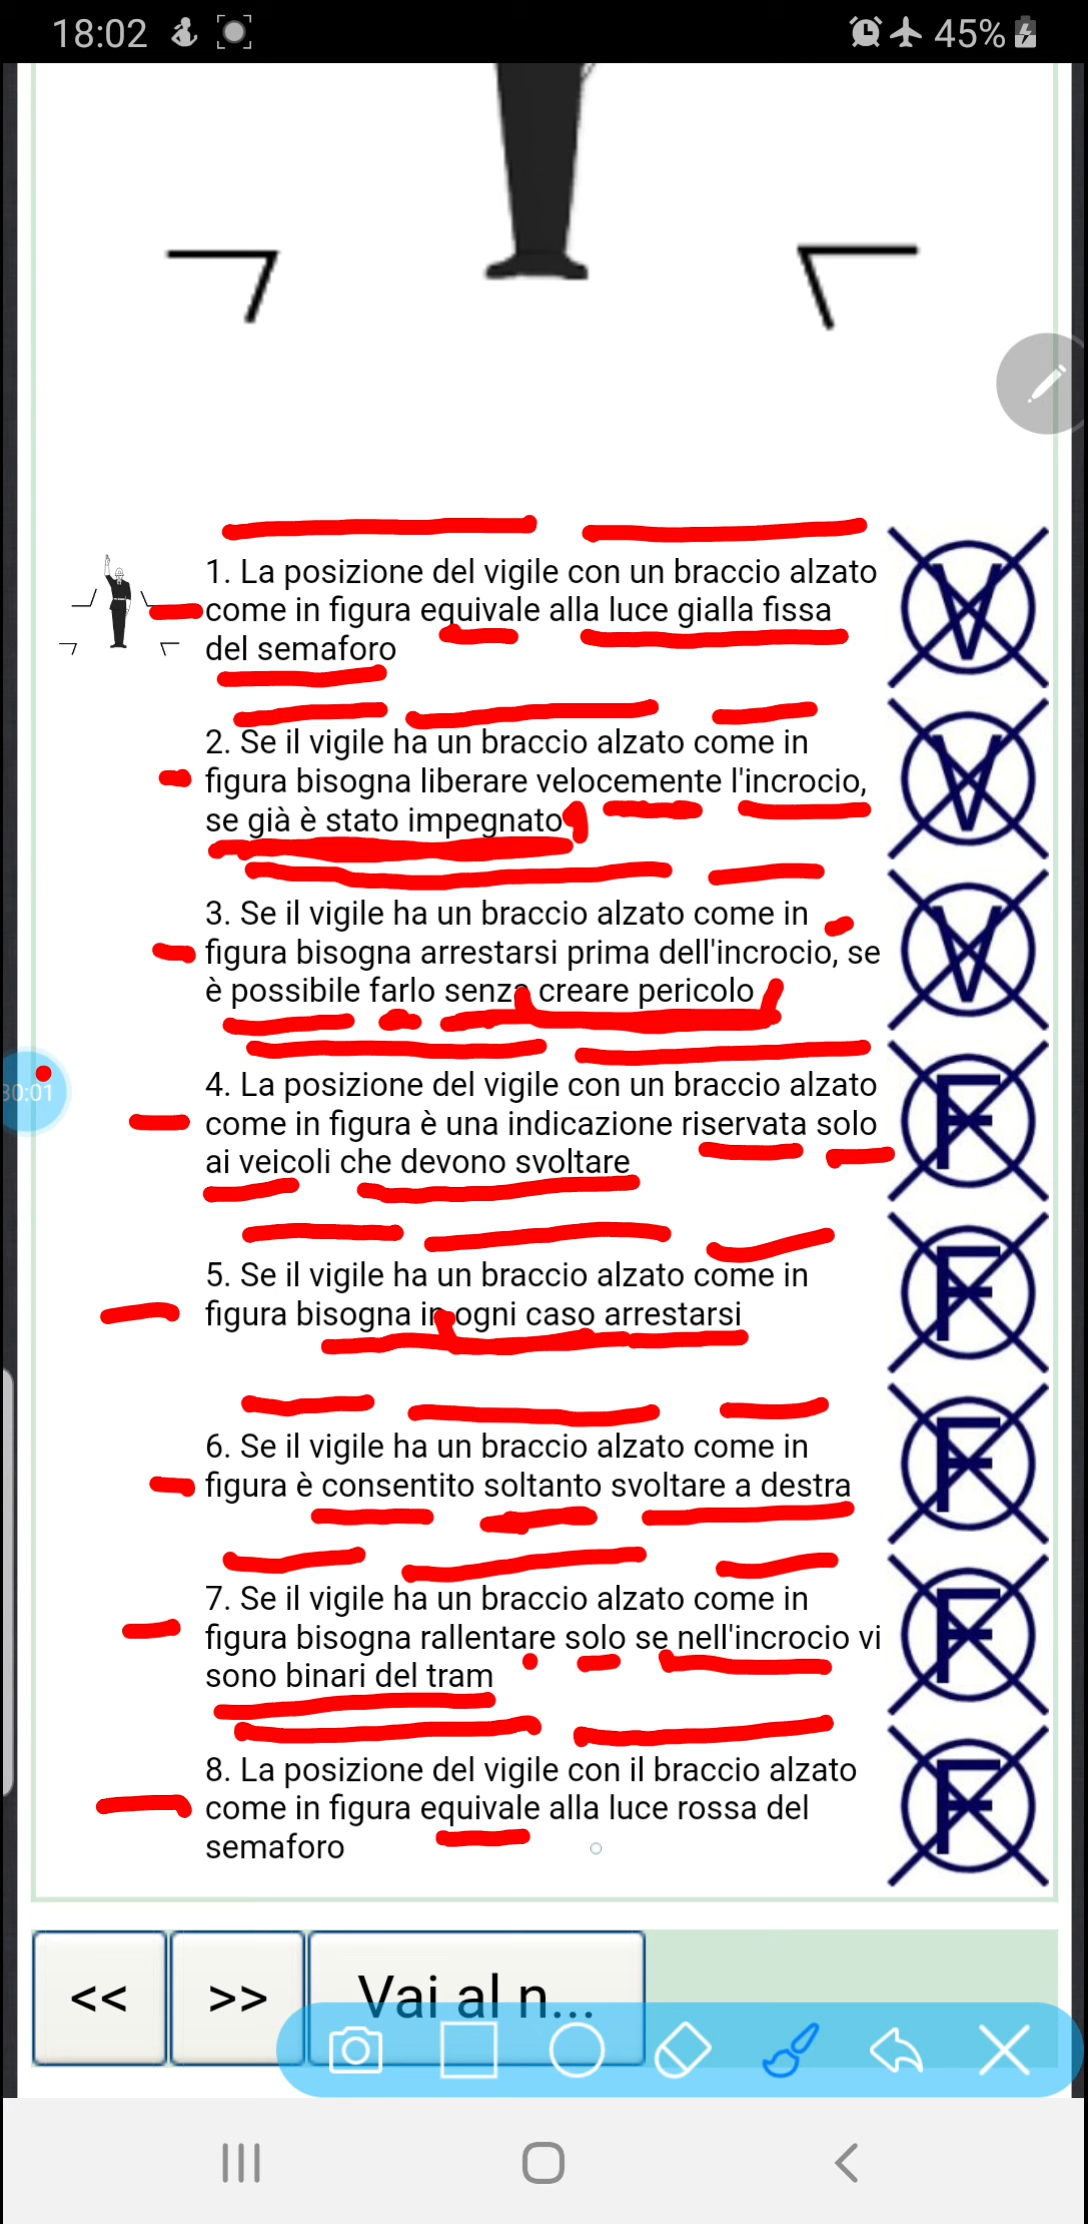 18:02
45%
1. La posizione del vigile con un braccio alzato
come in figura equivale alla luce gialla fissa
del semaforo
V
2. Se il vigile ha un braccio alzato come in
figura bisogna liberare velocemente l'incrocio,
se già è stato impegnato
V
3. Se il vigile ha un braccio alzato come in
figura bisogna arrestarsi prima dell'incrocio, se
è possibile farlo senza creare pericolo
V
4. La posizione del vigile con un braccio alzato
come in figura è una indicazione riservata solo
ai veicoli che devono svoltare
F
5. Se il vigile ha un braccio alzato come in
figura bisogna in ogni caso arrestarsi
F
6. Se il vigile ha un braccio alzato come in
figura è consentito soltanto svoltare a destra
F
7. Se il vigile ha un braccio alzato come in
figura bisogna rallentare solo se nell'incrocio vi
sono binari del tram
F
8. La posizione del vigile con il braccio alzato
come in figura equivale alla luce rossa del
semaforo
F
<< >> Vai al n...